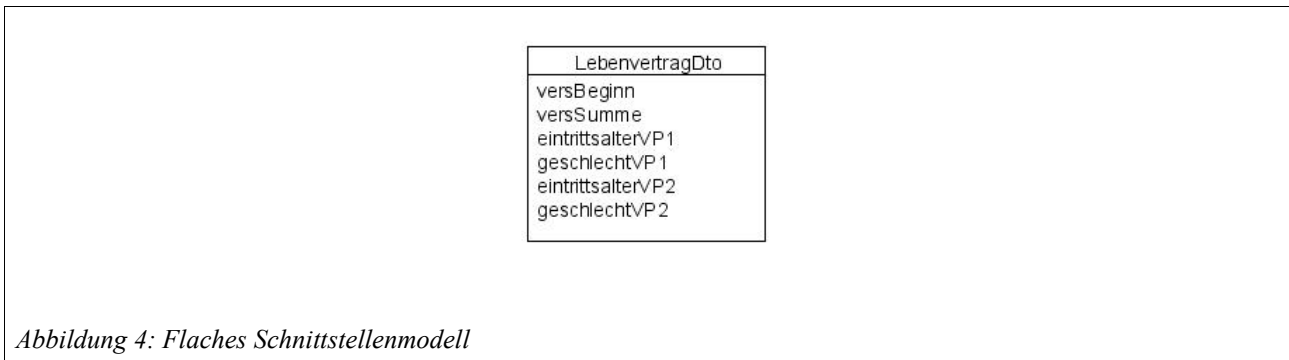 LebenvertragDto
versBeginn
versSumme
eintrittsalterVP1
geschlechtVP1
eintrittsalterVP2
geschlechtVP2
Abbildung 4: Flaches Schnittstellenmodell